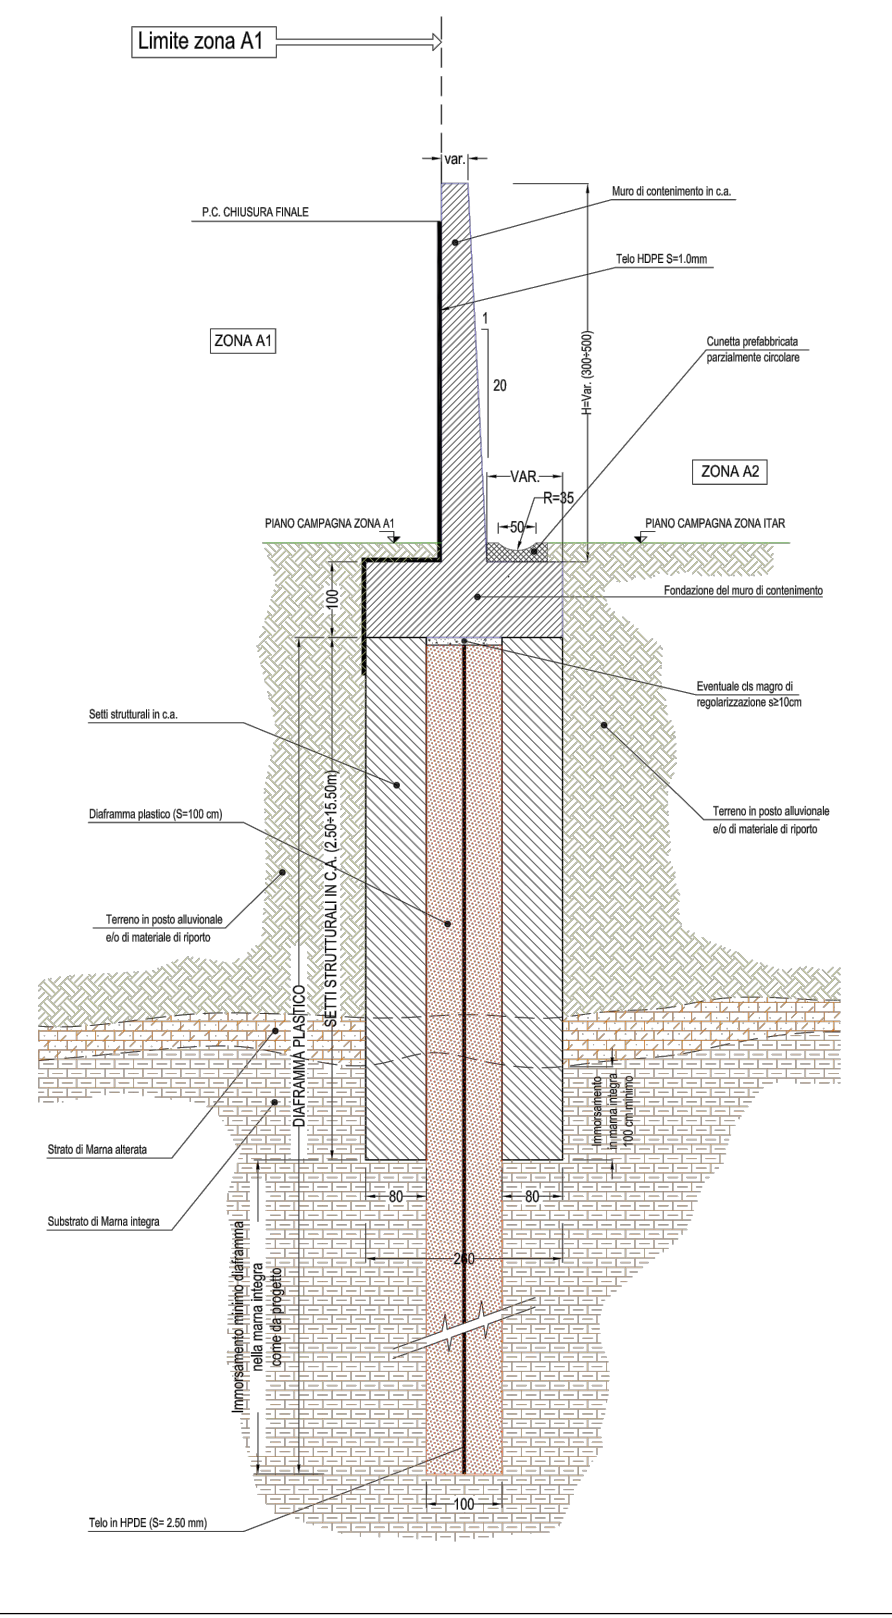 Limite zona A1
var.
Muro di contenimento in c.a.
P.C. CHIUSURA FINALE
Telo HDPE S=1.0mm
1
ZONA A1
Cunetta prefabbricata
parzialmente circolare
20
H=Var. (300÷500)
ZONA A2
VAR.
R=35
50
PIANO CAMPAGNA ZONA A1
PIANO CAMPAGNA ZONA ITAR
100
Fondazione del muro di contenimento
Eventuale cls magro di
regolarizzazione s≥10cm
Setti strutturali in c.a.
Diaframma plastico (S=100 cm)
Terreno in posto alluvionale
e/o di materiale di riporto
SETTI STRUTTURALI IN C.A. (2.50÷15.50m)
Terreno in posto alluvionale
e/o di materiale di riporto
DIAFRAMMA PLASTICO
Immorsamento
in marna integra
100 cm minimo
Strato di Marna alterata
80
80
Substrato di Marna integra
260
Immorsamento minimo diaframma
nella marna integra
come da progetto
100
Telo in HPDE (S= 2.50 mm)